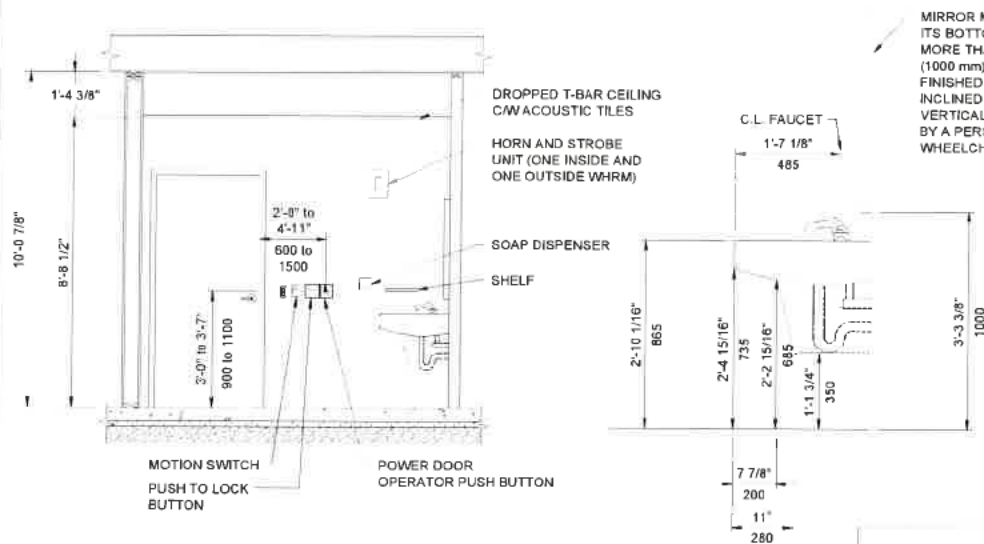 1'-4 3/8"
10'-0 7/8"
8'-8 1/2"
DROPPED T-BAR CEILING
C/W ACOUSTIC TILES
HORN AND STROBE
UNIT (ONE INSIDE AND
ONE OUTSIDE WHRM)
2'-0" to
4'-11"
600 to
1500
SOAP DISPENSER
SHELF
3'-0" to 3'-7"
900 to 1100
MOTION SWITCH
PUSH TO LOCK
BUTTON
POWER DOOR
OPERATOR PUSH BUTTON
MIRROR
ITS
MORE
(1000 mm)
FINISHED
INCLINED
VERTICAL
BY A
C.L. FAUCET
1'-7 1/8"
485
2'-10 1/16"
865
2'-4 15/16"
735
2'-2 15/16"
685
1'-1 3/4"
350
3'-3 3/8"
1000
7 7/8"
200
11"
280